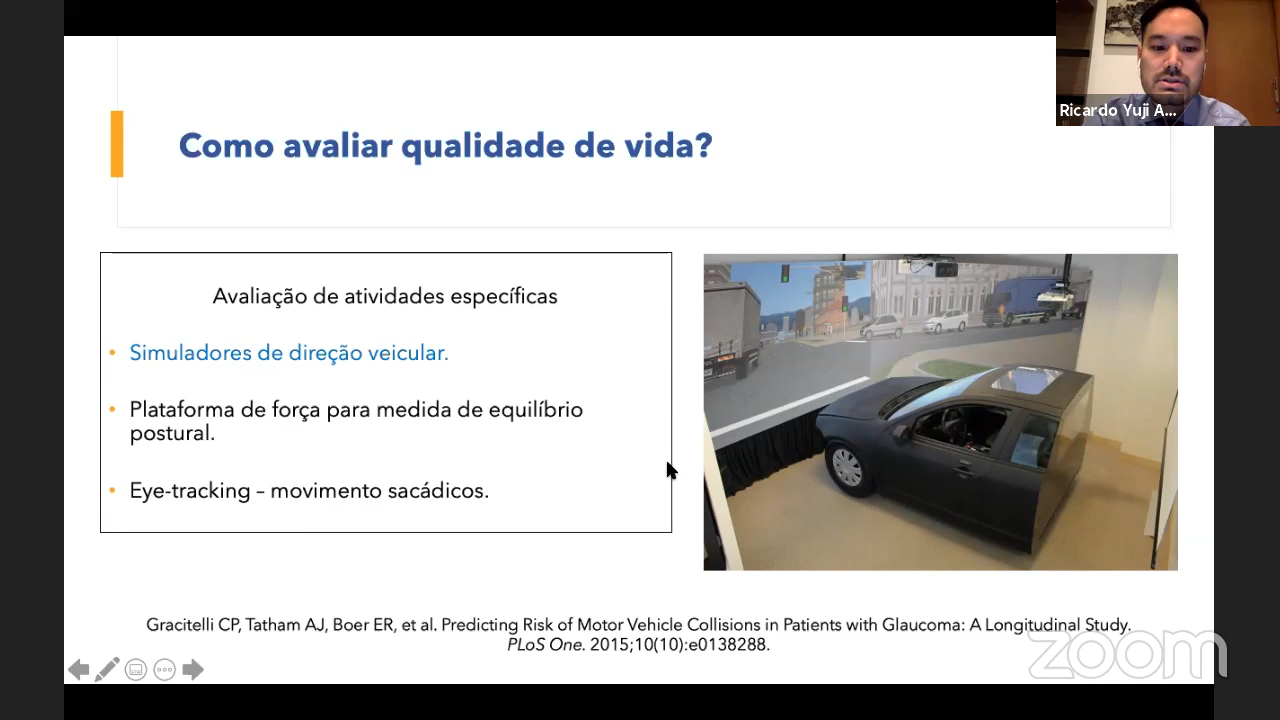 Ricardo Yuji A...
Como avaliar qualidade de vida?
Avaliação de atividades específicas
• Simuladores de direção veicular.
• Plataforma de força para medida de equilíbrio
postural.
• Eye-tracking – movimento sacádicos.
Gracitelli CP, Tatham AJ, Boer ER, et al. Predicting Risk of Motor Vehicle Collisions in Patients with Glaucoma: A Longitudinal Study.
PLoS One. 2015;10(10):e0138288.
zoom